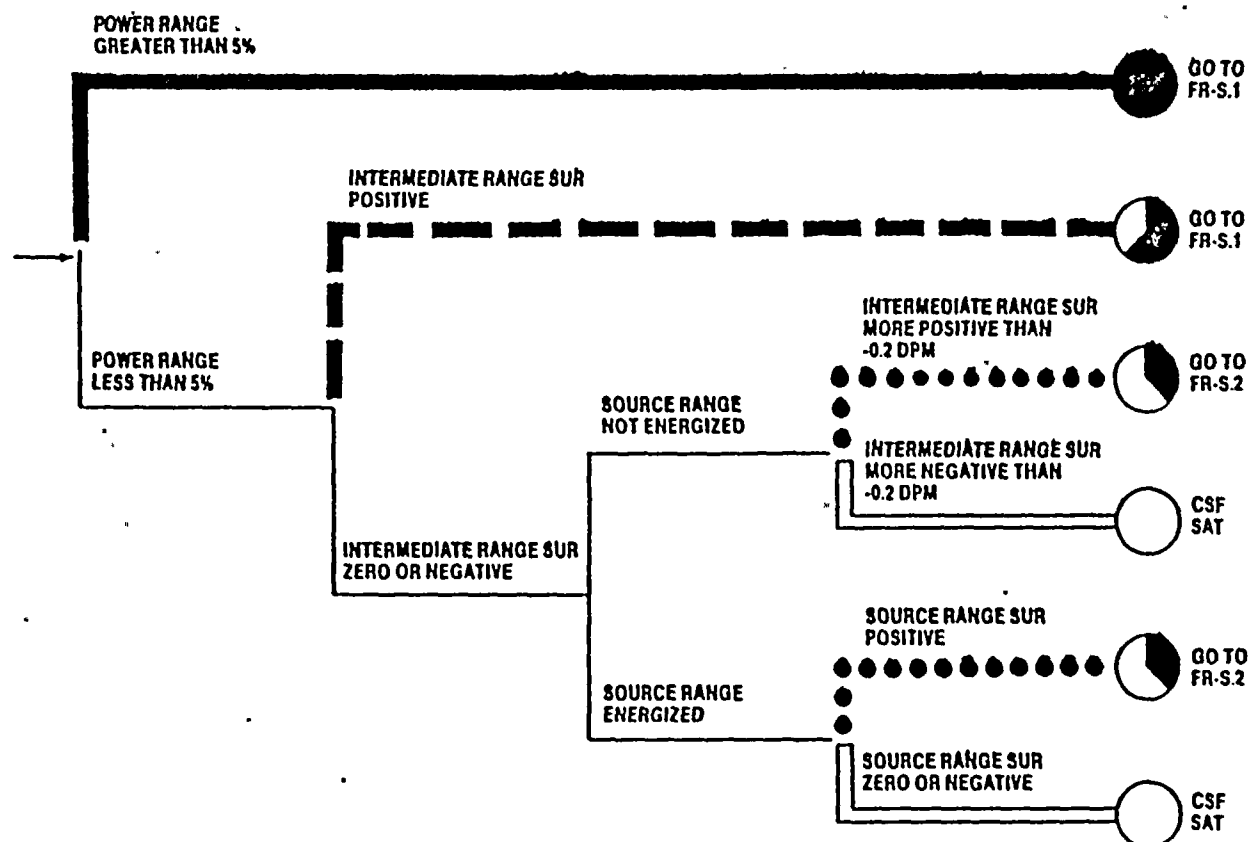 POWER RANGE
GREATER THAN 5%
GO TO
FR-S.1
INTERMEDIATE RANGE SUR
POSITIVE
GO TO
FR-S.1
INTERMEDIATE RANGE SUR
MORE POSITIVE THAN
-0.2 DPM
GO TO
FR-S.2
POWER RANGE
LESS THAN 5%
SOURCE RANGE
NOT ENERGIZED
INTERMEDIATE RANGE SUR
MORE NEGATIVE THAN
-0.2 DPM
CSF
SAT
INTERMEDIATE RANGE SUR
ZERO OR NEGATIVE
SOURCE RANGE SUR
POSITIVE
GO TO
FR-S.2
SOURCE RANGE
ENERGIZED
SOURCE RANGE SUR
ZERO OR NEGATIVE
CSF
SAT